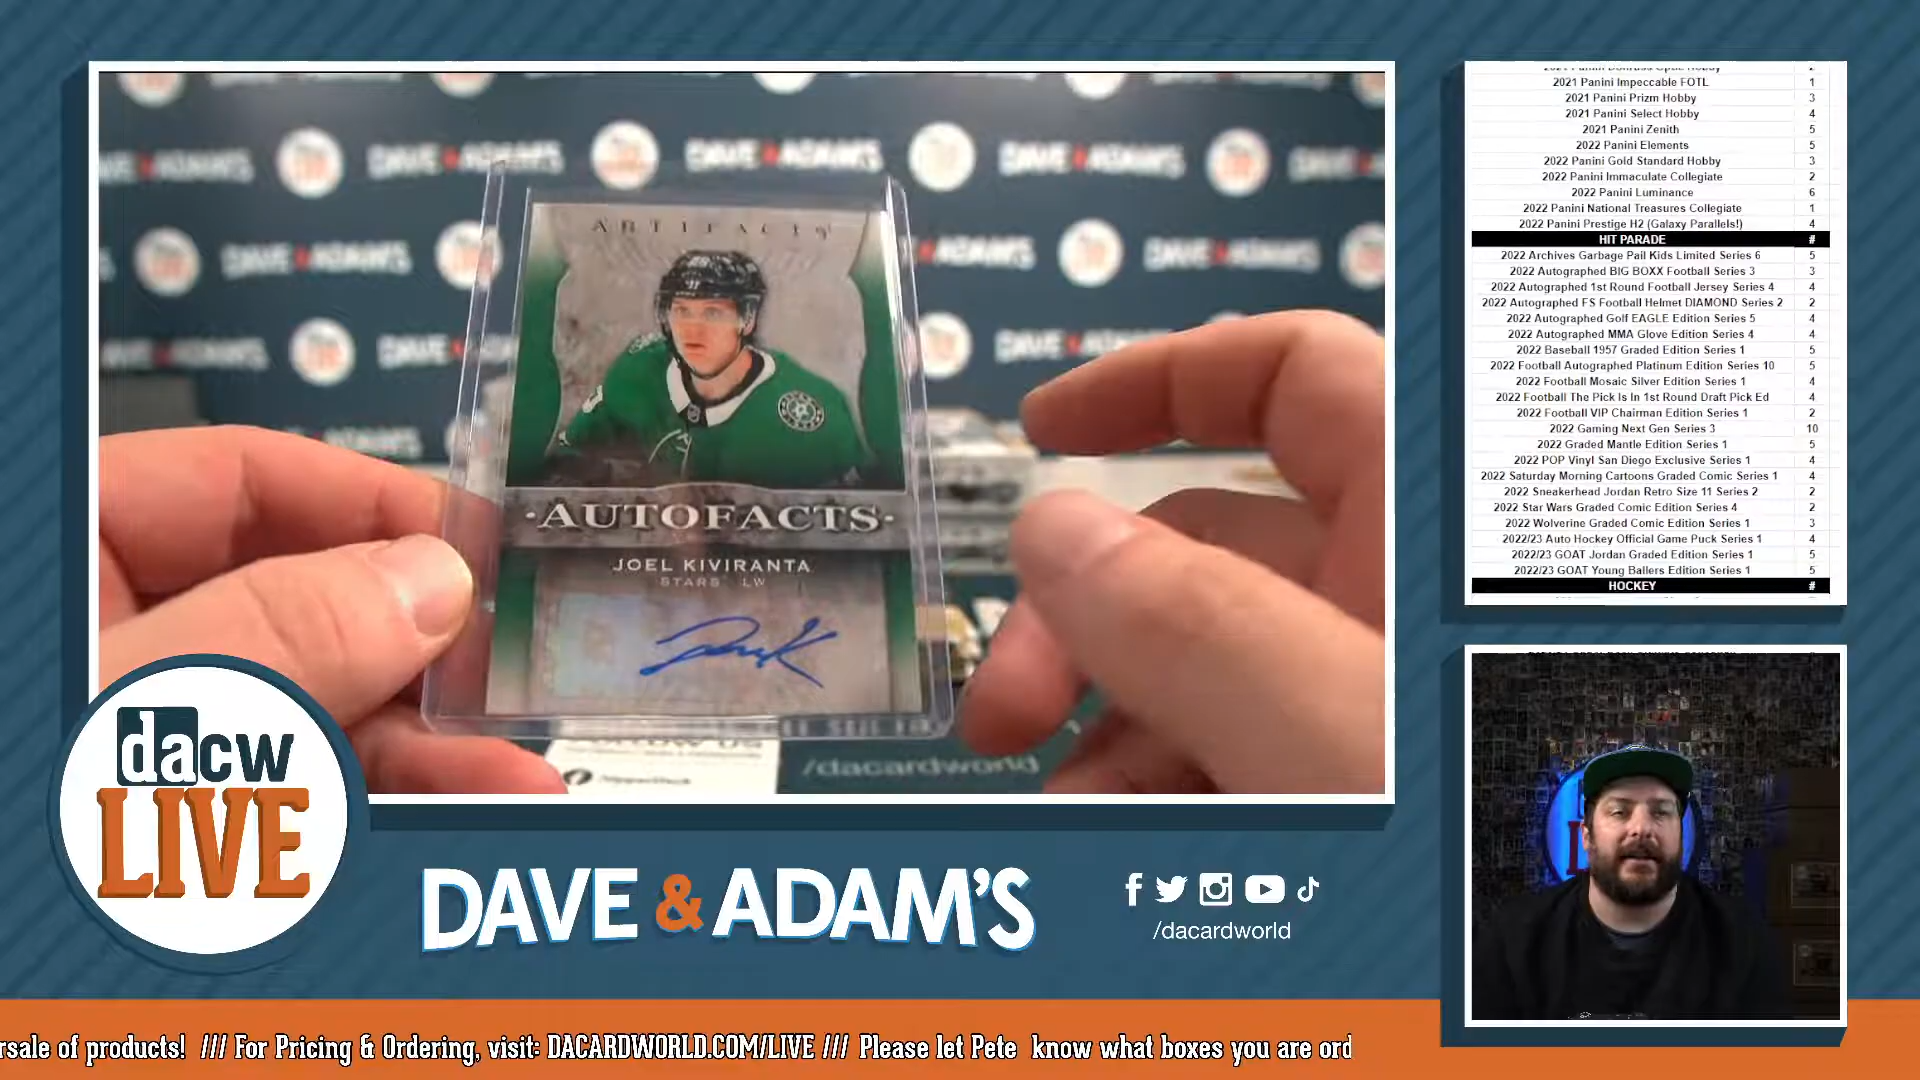 DAVE & ADAM'S
ARTIFACTS
·AUTOFACTS·
JOEL KIVIRANTA
STARS LW
/dacardworld
2021 Panini Impeccable FOTL 1
2021 Panini Prizm Hobby 3
2021 Panini Select Hobby 4
2021 Panini Zenith 5
2022 Panini Elements 5
2022 Panini Gold Standard Hobby 3
2022 Panini Immaculate Collegiate 2
2022 Panini Luminance 6
2022 Panini National Treasures Collegiate 1
2022 Panini Prestige H2 (Galaxy Parallels!) 4
HIT PARADE #
2022 Archives Garbage Pail Kids Limited Series 6 5
2022 Autographed BIG BOXX Football Series 3 3
2022 Autographed 1st Round Football Jersey Series 4 4
2022 Autographed FS Football Helmet DIAMOND Series 2 2
2022 Autographed Golf EAGLE Edition Series 5 4
2022 Autographed MMA Glove Edition Series 4 4
2022 Baseball 1957 Graded Edition Series 1 5
2022 Football Autographed Platinum Edition Series 10 5
2022 Football Mosaic Silver Edition Series 1 4
2022 Football The Pick Is In 1st Round Draft Pick Ed 4
2022 Football VIP Chairman Edition Series 1 2
2022 Gaming Next Gen Series 3 10
2022 Graded Mantle Edition Series 1 5
2022 POP Vinyl San Diego Exclusive Series 1 4
2022 Saturday Morning Cartoons Graded Comic Series 1 4
2022 Sneakerhead Jordan Retro Size 11 Series 2 2
2022 Star Wars Graded Comic Edition Series 4 2
2022 Wolverine Graded Comic Edition Series 1 3
2022/23 Auto Hockey Official Game Puck Series 1 4
2022/23 GOAT Jordan Graded Edition Series 1 5
2022/23 GOAT Young Ballers Edition Series 1 5
HOCKEY #
dacw
LIVE
DAVE & ADAM'S
/dacardworld
rsale of products! /// For Pricing & Ordering, visit: DACARDWORLD.COM/LIVE /// Please let Pete know what boxes you are ord